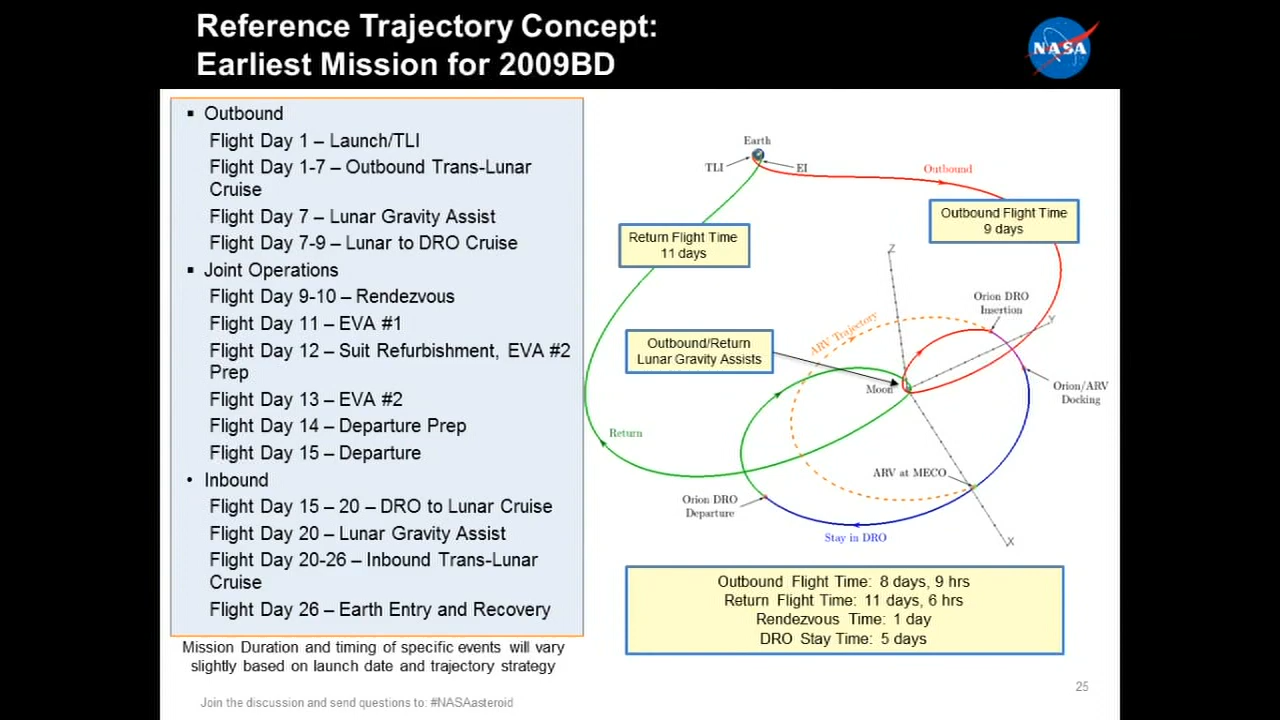 Reference Trajectory Concept:
Earliest Mission for 2009BD
NASA
▪ Outbound
Flight Day 1 – Launch/TLI
Flight Day 1-7 – Outbound Trans-Lunar
Cruise
Flight Day 7 – Lunar Gravity Assist
Flight Day 7-9 – Lunar to DRO Cruise
▪ Joint Operations
Flight Day 9-10 – Rendezvous
Flight Day 11 – EVA #1
Flight Day 12 – Suit Refurbishment, EVA #2
Prep
Flight Day 13 – EVA #2
Flight Day 14 – Departure Prep
Flight Day 15 – Departure
• Inbound
Flight Day 15 – 20 – DRO to Lunar Cruise
Flight Day 20 – Lunar Gravity Assist
Flight Day 20-26 – Inbound Trans-Lunar
Cruise
Flight Day 26 – Earth Entry and Recovery
Mission Duration and timing of specific events will vary
slightly based on launch date and trajectory strategy
Earth
TLI
EI
Outbound
Outbound Flight Time
9 days
Return Flight Time
11 days
Z
Orion DRO
Insertion
Y
ARV Trajectory
Outbound/Return
Lunar Gravity Assists
Moon
Orion/ARV
Docking
Return
ARV at MECO
Orion DRO
Departure
Stay in DRO
X
Outbound Flight Time: 8 days, 9 hrs
Return Flight Time: 11 days, 6 hrs
Rendezvous Time: 1 day
DRO Stay Time: 5 days
25
Join the discussion and send questions to: #NASAasteroid